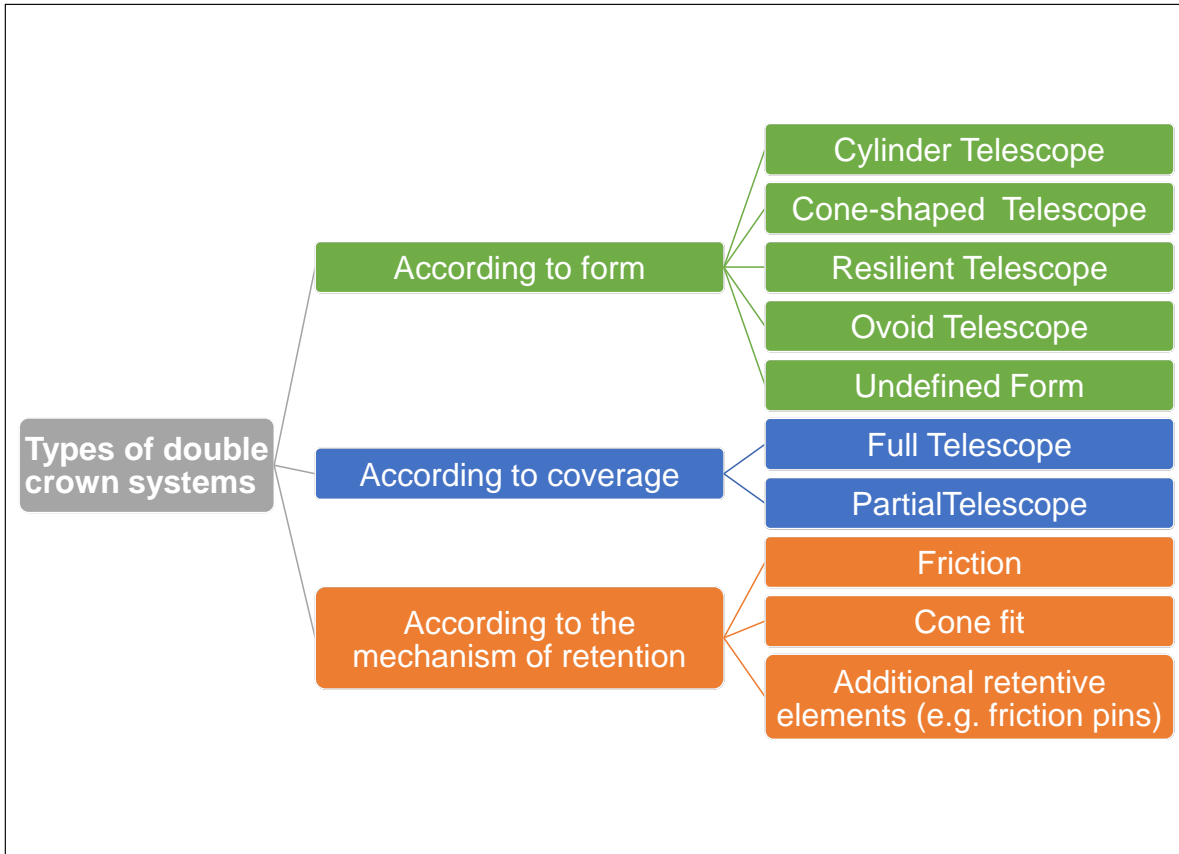 Types of double
crown systems
According to form
Cylinder Telescope
Cone-shaped  Telescope
Resilient Telescope
Ovoid Telescope
Undefined Form
According to coverage
Full Telescope
PartialTelescope
According to the
mechanism of retention
Friction
Cone fit
Additional retentive
elements (e.g. friction pins)